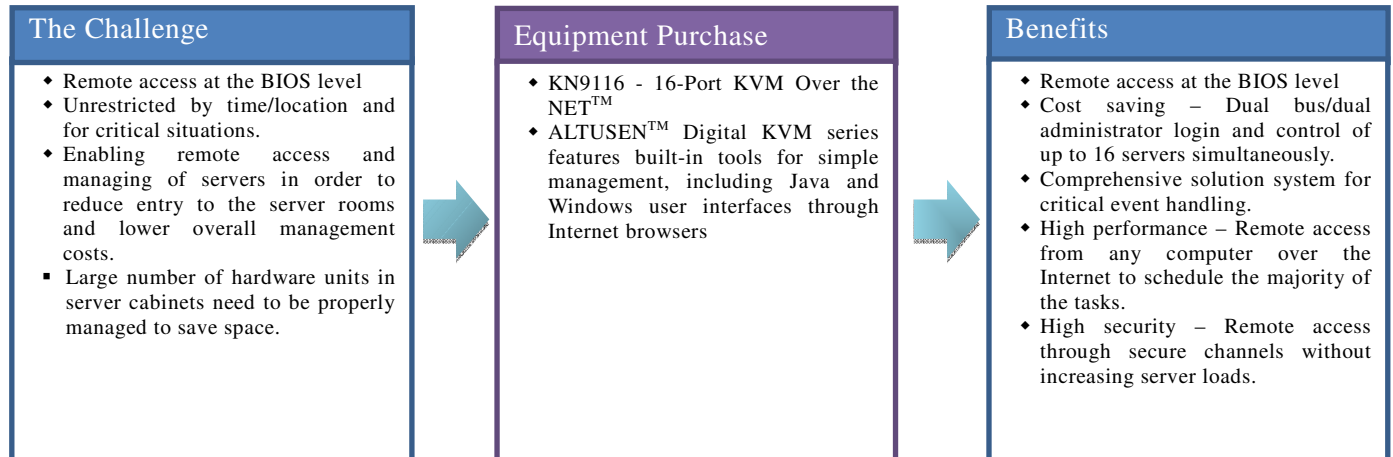 The Challenge
◆ Remote access at the BIOS level
◆ Unrestricted by time/location and
for critical situations.
◆ Enabling remote access and
managing of servers in order to
reduce entry to the server rooms
and lower overall management
costs.
▪ Large number of hardware units in
server cabinets need to be properly
managed to save space.
Equipment Purchase
◆ KN9116 - 16-Port KVM Over the
NET™
◆ ALTUSEN™ Digital KVM series
features built-in tools for simple
management, including Java and
Windows user interfaces through
Internet browsers
Benefits
◆ Remote access at the BIOS level
◆ Cost saving – Dual bus/dual
administrator login and control of
up to 16 servers simultaneously.
◆ Comprehensive solution system for
critical event handling.
◆ High performance – Remote access
from any computer over the
Internet to schedule the majority of
the tasks.
◆ High security – Remote access
through secure channels without
increasing server loads.